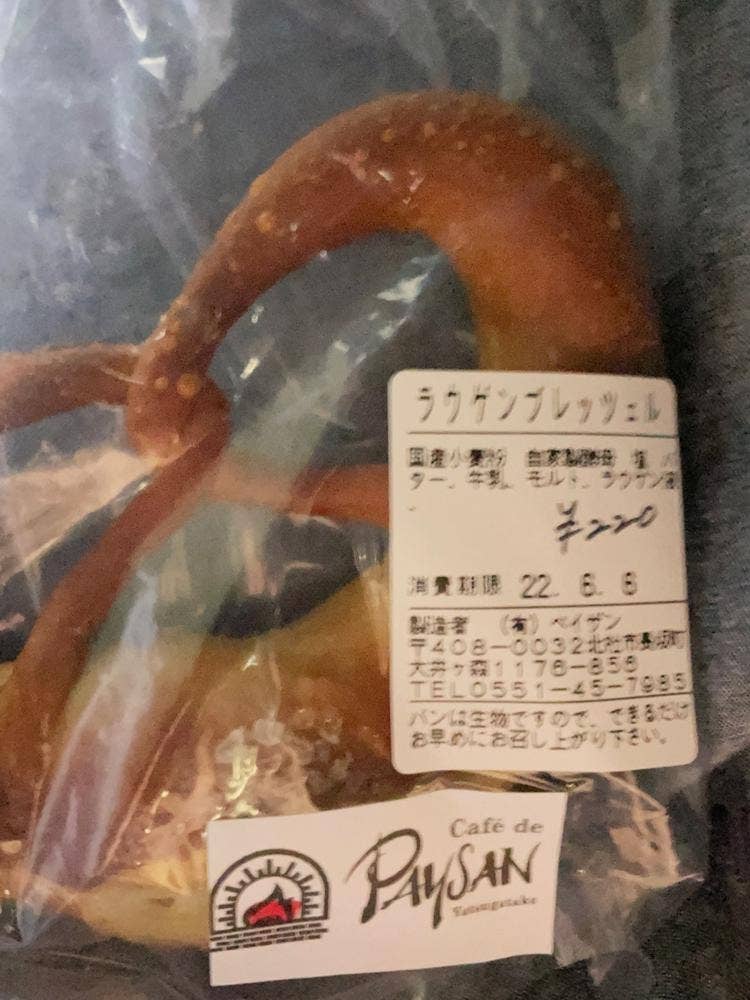 ラウゲンブレッツェル
国産小麦粉 自家製酵母 塩 バ
ター、牛乳、モルト、ラウゲン液
¥220
消費期限 22. 6. 6
製造者 (有) ペイザン
〒408-0032北杜市長坂町
大井ヶ森1176-856
TEL0551-45-7985
パンは生物ですので、できるだけ
お早めにお召し上がり下さい。
Café de
PAYSAN
Yatsugatake